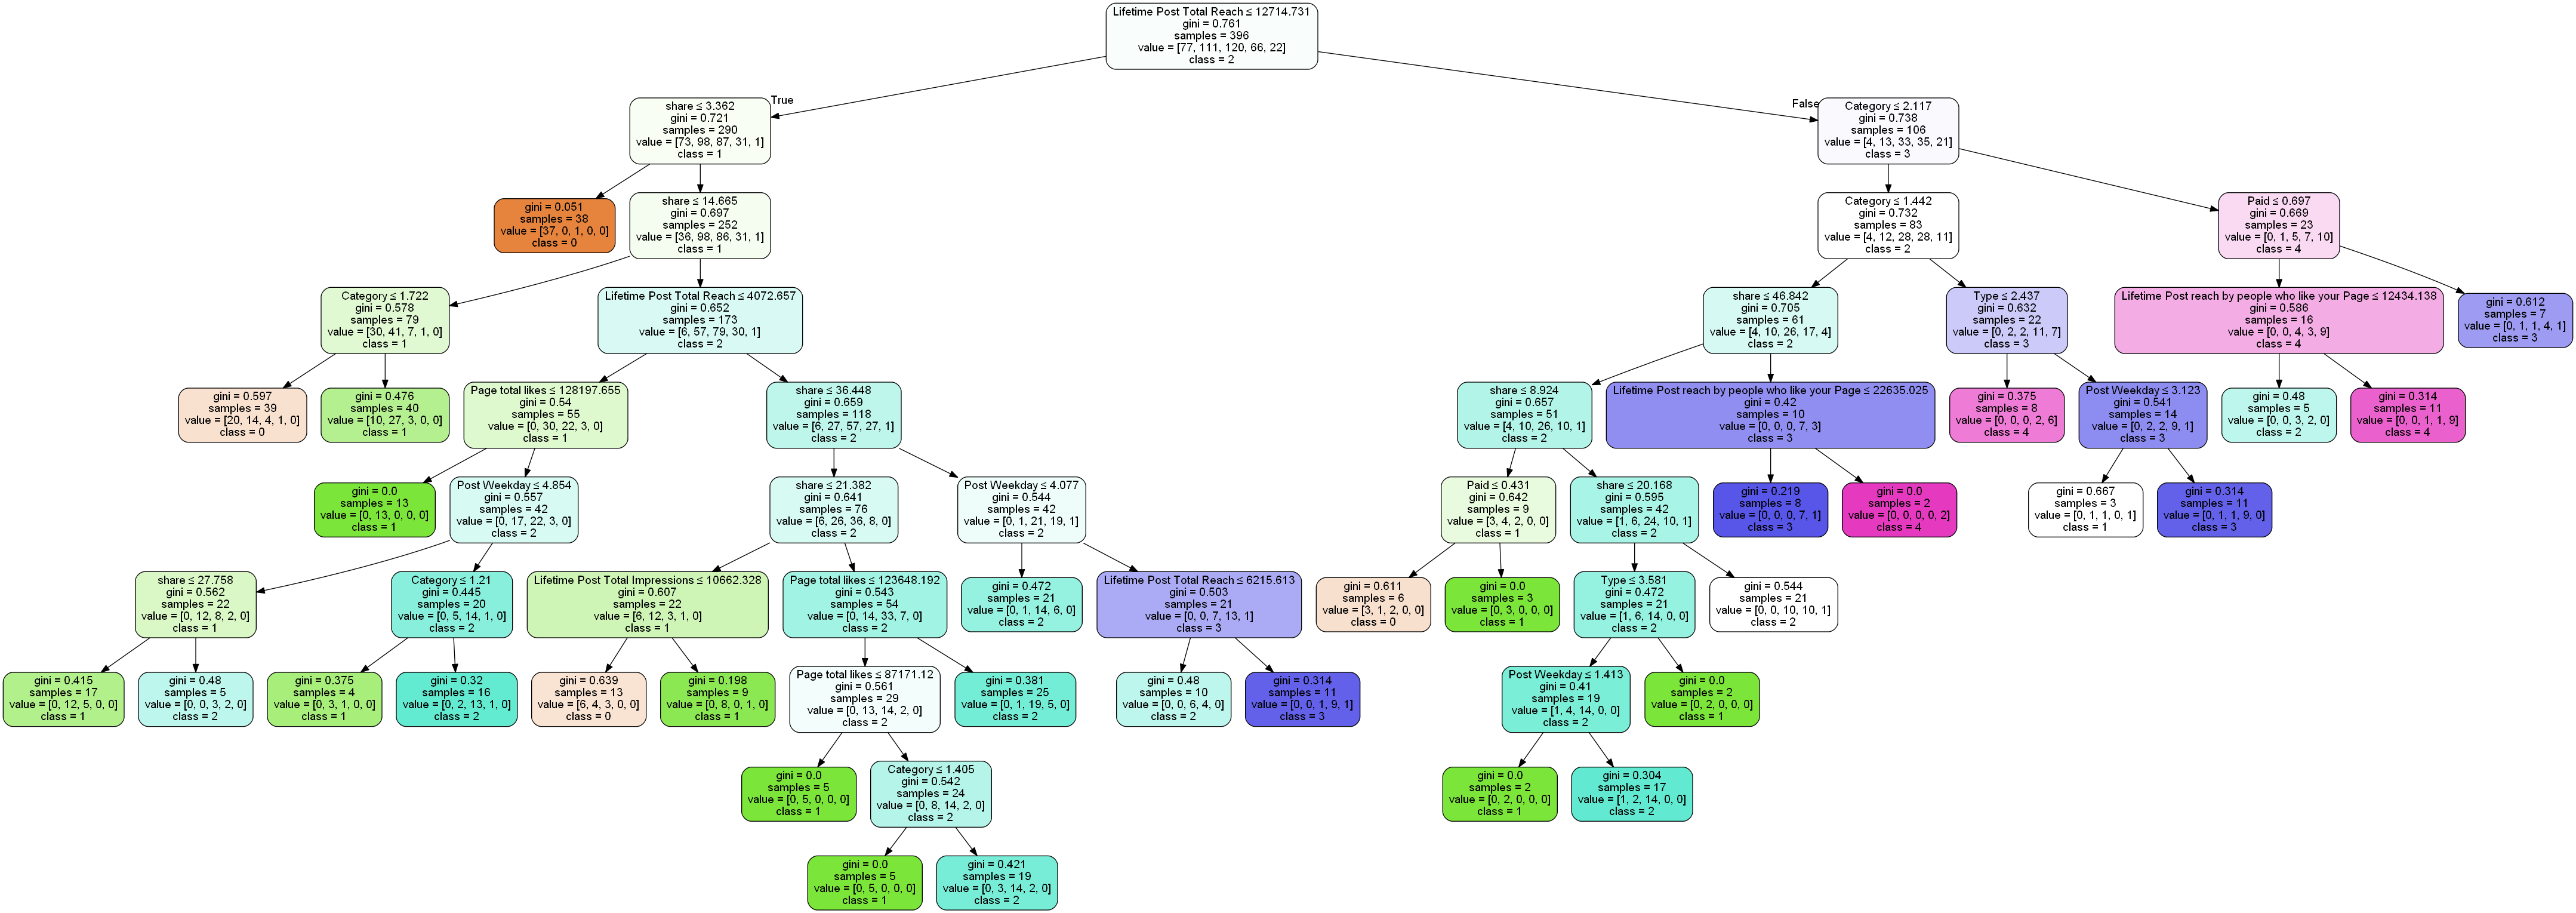 Lifetime Post Total Reach ≤ 12714.731
gini = 0.761
samples = 396
value = [77, 111, 120, 66, 22]
class = 2
True
False
share ≤ 3.362
gini = 0.721
samples = 290
value = [73, 98, 87, 31, 1]
class = 1
Category ≤ 2.117
gini = 0.738
samples = 106
value = [4, 13, 33, 35, 21]
class = 3
gini = 0.051
samples = 38
value = [37, 0, 1, 0, 0]
class = 0
share ≤ 14.665
gini = 0.697
samples = 252
value = [36, 98, 86, 31, 1]
class = 1
Category ≤ 1.442
gini = 0.732
samples = 83
value = [4, 12, 28, 28, 11]
class = 2
Paid ≤ 0.697
gini = 0.669
samples = 23
value = [0, 1, 5, 7, 10]
class = 4
Category ≤ 1.722
gini = 0.578
samples = 79
value = [30, 41, 7, 1, 0]
class = 1
Lifetime Post Total Reach ≤ 4072.657
gini = 0.652
samples = 173
value = [6, 57, 79, 30, 1]
class = 2
share ≤ 46.842
gini = 0.705
samples = 61
value = [4, 10, 26, 17, 4]
class = 2
Type ≤ 2.437
gini = 0.632
samples = 22
value = [0, 2, 2, 11, 7]
class = 3
Lifetime Post reach by people who like your Page ≤ 12434.138
gini = 0.586
samples = 16
value = [0, 0, 4, 3, 9]
class = 4
gini = 0.612
samples = 7
value = [0, 1, 1, 4, 1]
class = 3
gini = 0.597
samples = 39
value = [20, 14, 4, 1, 0]
class = 0
gini = 0.476
samples = 40
value = [10, 27, 3, 0, 0]
class = 1
Page total likes ≤ 128197.655
gini = 0.54
samples = 55
value = [0, 30, 22, 3, 0]
class = 1
share ≤ 36.448
gini = 0.659
samples = 118
value = [6, 27, 57, 27, 1]
class = 2
share ≤ 8.924
gini = 0.657
samples = 51
value = [4, 10, 26, 10, 1]
class = 2
Lifetime Post reach by people who like your Page ≤ 22635.025
gini = 0.42
samples = 10
value = [0, 0, 0, 7, 3]
class = 3
gini = 0.375
samples = 8
value = [0, 0, 0, 2, 6]
class = 4
Post Weekday ≤ 3.123
gini = 0.541
samples = 14
value = [0, 2, 2, 9, 1]
class = 3
gini = 0.48
samples = 5
value = [0, 0, 3, 2, 0]
class = 2
gini = 0.314
samples = 11
value = [0, 0, 1, 1, 9]
class = 4
gini = 0.0
samples = 13
value = [0, 13, 0, 0, 0]
class = 1
Post Weekday ≤ 4.854
gini = 0.557
samples = 42
value = [0, 17, 22, 3, 0]
class = 2
share ≤ 21.382
gini = 0.641
samples = 76
value = [6, 26, 36, 8, 0]
class = 2
Post Weekday ≤ 4.077
gini = 0.544
samples = 42
value = [0, 1, 21, 19, 1]
class = 2
Paid ≤ 0.431
gini = 0.642
samples = 9
value = [3, 4, 2, 0, 0]
class = 1
share ≤ 20.168
gini = 0.595
samples = 42
value = [1, 6, 24, 10, 1]
class = 2
gini = 0.219
samples = 8
value = [0, 0, 0, 7, 1]
class = 3
gini = 0.0
samples = 2
value = [0, 0, 0, 0, 2]
class = 4
gini = 0.667
samples = 3
value = [0, 1, 1, 0, 1]
class = 1
gini = 0.314
samples = 11
value = [0, 1, 1, 9, 0]
class = 3
share ≤ 27.758
gini = 0.562
samples = 22
value = [0, 12, 8, 2, 0]
class = 1
Category ≤ 1.21
gini = 0.445
samples = 20
value = [0, 5, 14, 1, 0]
class = 2
Lifetime Post Total Impressions ≤ 10662.328
gini = 0.607
samples = 22
value = [6, 12, 3, 1, 0]
class = 1
Page total likes ≤ 123648.192
gini = 0.543
samples = 54
value = [0, 14, 33, 7, 0]
class = 2
gini = 0.472
samples = 21
value = [0, 1, 14, 6, 0]
class = 2
Lifetime Post Total Reach ≤ 6215.613
gini = 0.503
samples = 21
value = [0, 0, 7, 13, 1]
class = 3
gini = 0.611
samples = 6
value = [3, 1, 2, 0, 0]
class = 0
gini = 0.0
samples = 3
value = [0, 3, 0, 0, 0]
class = 1
Type ≤ 3.581
gini = 0.472
samples = 21
value = [1, 6, 14, 0, 0]
class = 2
gini = 0.544
samples = 21
value = [0, 0, 10, 10, 1]
class = 2
gini = 0.415
samples = 17
value = [0, 12, 5, 0, 0]
class = 1
gini = 0.48
samples = 5
value = [0, 0, 3, 2, 0]
class = 2
gini = 0.375
samples = 4
value = [0, 3, 1, 0, 0]
class = 1
gini = 0.32
samples = 16
value = [0, 2, 13, 1, 0]
class = 2
gini = 0.639
samples = 13
value = [6, 4, 3, 0, 0]
class = 0
gini = 0.198
samples = 9
value = [0, 8, 0, 1, 0]
class = 1
Page total likes ≤ 87171.12
gini = 0.561
samples = 29
value = [0, 13, 14, 2, 0]
class = 2
gini = 0.381
samples = 25
value = [0, 1, 19, 5, 0]
class = 2
gini = 0.48
samples = 10
value = [0, 0, 6, 4, 0]
class = 2
gini = 0.314
samples = 11
value = [0, 0, 1, 9, 1]
class = 3
Post Weekday ≤ 1.413
gini = 0.41
samples = 19
value = [1, 4, 14, 0, 0]
class = 2
gini = 0.0
samples = 2
value = [0, 2, 0, 0, 0]
class = 1
gini = 0.0
samples = 5
value = [0, 5, 0, 0, 0]
class = 1
Category ≤ 1.405
gini = 0.542
samples = 24
value = [0, 8, 14, 2, 0]
class = 2
gini = 0.0
samples = 2
value = [0, 2, 0, 0, 0]
class = 1
gini = 0.304
samples = 17
value = [1, 2, 14, 0, 0]
class = 2
gini = 0.0
samples = 5
value = [0, 5, 0, 0, 0]
class = 1
gini = 0.421
samples = 19
value = [0, 3, 14, 2, 0]
class = 2